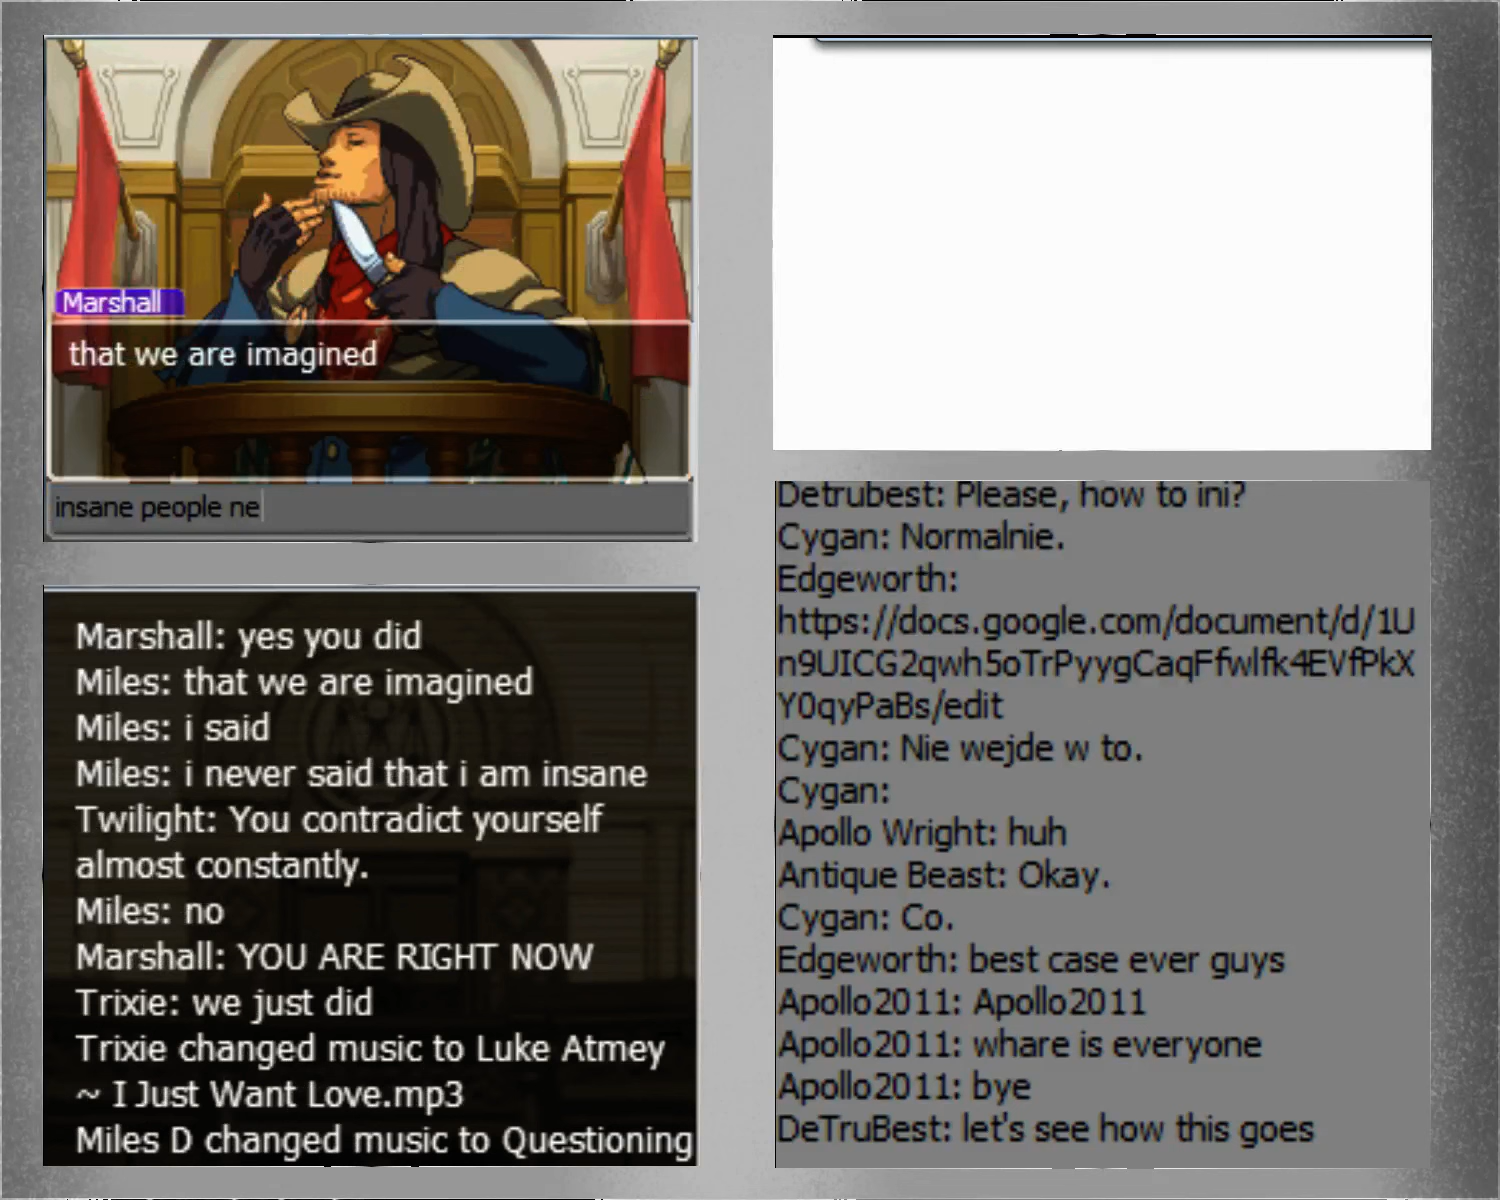 Marshall
that we are imagined
insane people ne
Marshall: yes you did
Miles: that we are imagined
Miles: i said
Miles: i never said that i am insane
Twilight: You contradict yourself
almost constantly.
Miles: no
Marshall: YOU ARE RIGHT NOW
Trixie: we just did
Trixie changed music to Luke Atmey
~ I Just Want Love.mp3
Miles D changed music to Questioning
Detrubest: Please, how to ini?
Cygan: Normalnie.
Edgeworth:
https://docs.google.com/document/d/1U
n9UICG2qwh5oTrPyygCaqFfwlfk4EVfPkX
Y0qyPaBs/edit
Cygan: Nie wejde w to.
Cygan:
Apollo Wright: huh
Antique Beast: Okay.
Cygan: Co.
Edgeworth: best case ever guys
Apollo2011: Apollo2011
Apollo2011: whare is everyone
Apollo2011: bye
DeTruBest: let's see how this goes